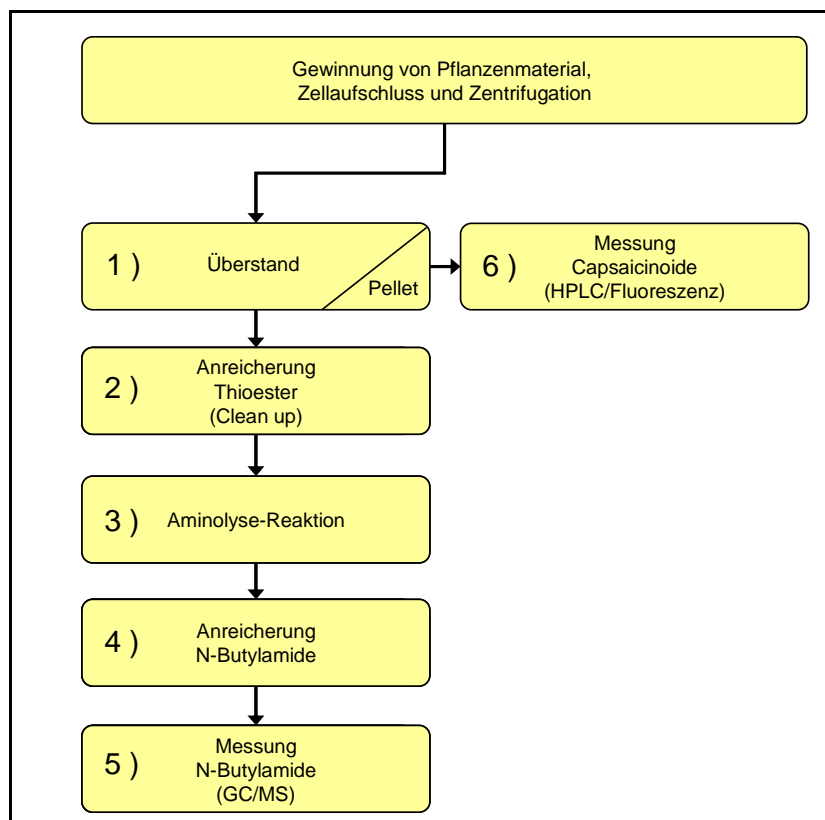 Gewinnung von Pflanzenmaterial,
Zellaufschluss und Zentrifugation
1 )
Überstand
Pellet
6 )
Messung
Capsaicinoide
(HPLC/Fluoreszenz)
2 )
Anreicherung
Thioester
(Clean up)
3 )
Aminolyse-Reaktion
4 )
Anreicherung
N-Butylamide
5 )
Messung
N-Butylamide
(GC/MS)